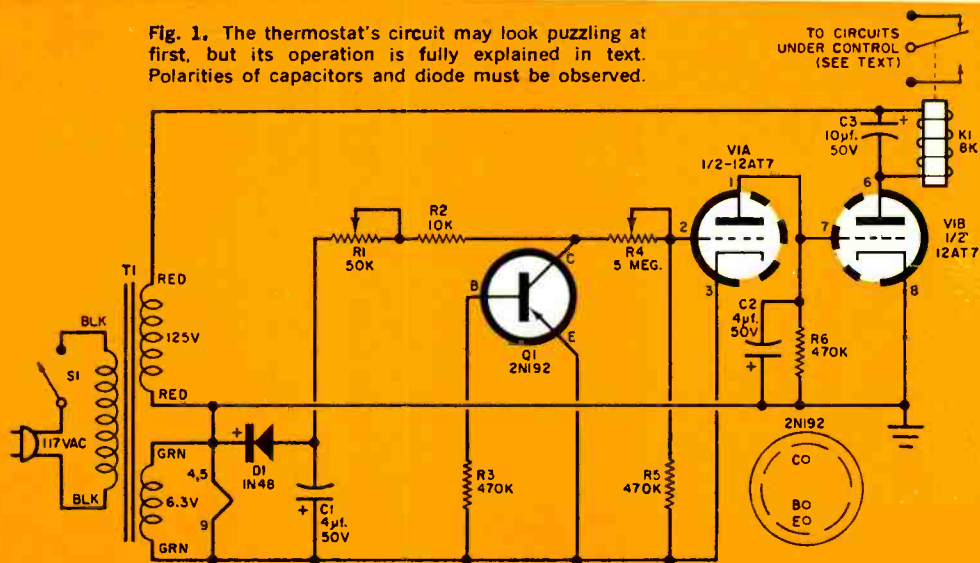 Fig. 1. The thermostat's circuit may look puzzling at
first, but its operation is fully explained in text.
Polarities of capacitors and diode must be observed.
TO CIRCUITS
UNDER CONTROL
(SEE TEXT)
C3
10µf.
50V
+
K1
8K
V1A
1/2-12AT7
1
2
3
6
7
8
V1B
1/2
12AT7
R1
50K
R2
10K
R4
5 MEG.
B
C
E
Q1
2N192
C2
4µf.
50V
+
R6
470K
T1
RED
125V
RED
BLK
S1
117VAC
BLK
GRN
6.3V
GRN
4,5
9
+
D1
1N48
+
C1
4µf.
50V
R3
470K
R5
470K
2N192
C
B
E